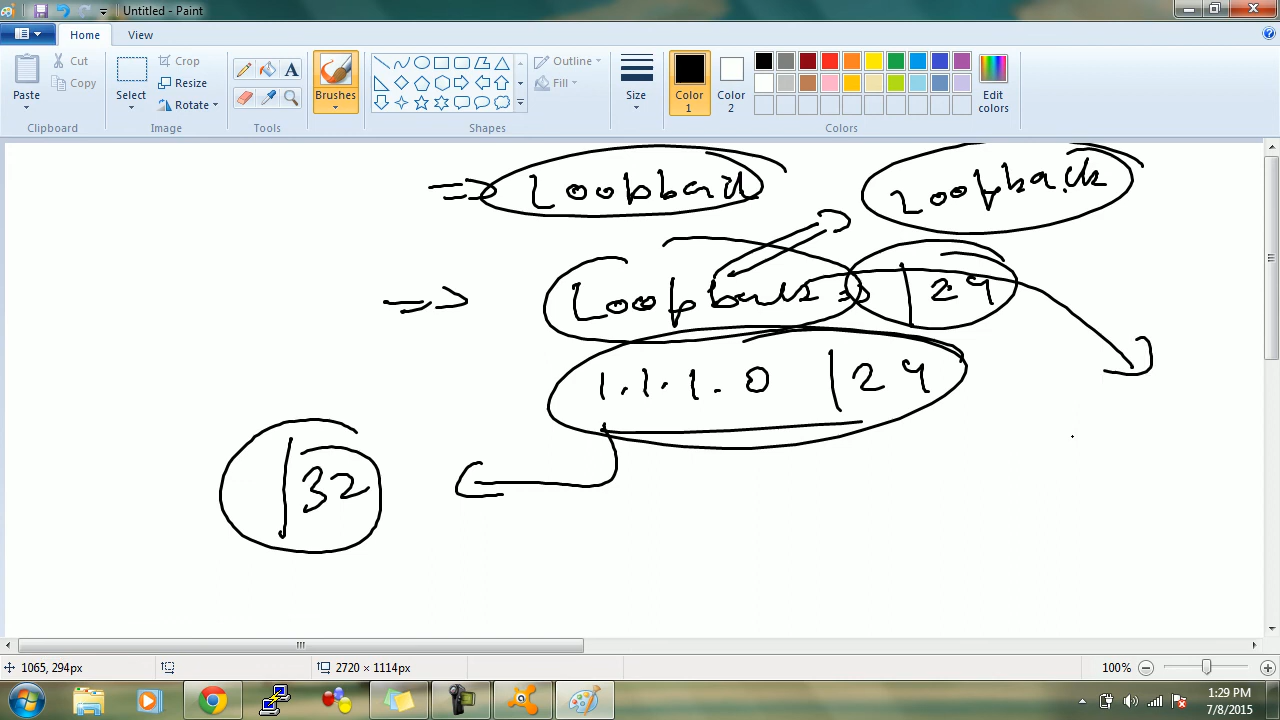 Untitled - Paint
Home View
Paste
Cut
Copy
Clipboard
Select
Crop
Resize
Rotate
Image
Tools
Brushes
Outline
Fill
Shapes
Size
Color 1
Color 2
Edit colors
Colors
=> Loopback Loopback
=> Loopback => /24
1.1.1.0 /24
/32
1065, 294px 2720 × 1114px 100%
1:29 PM
7/8/2015